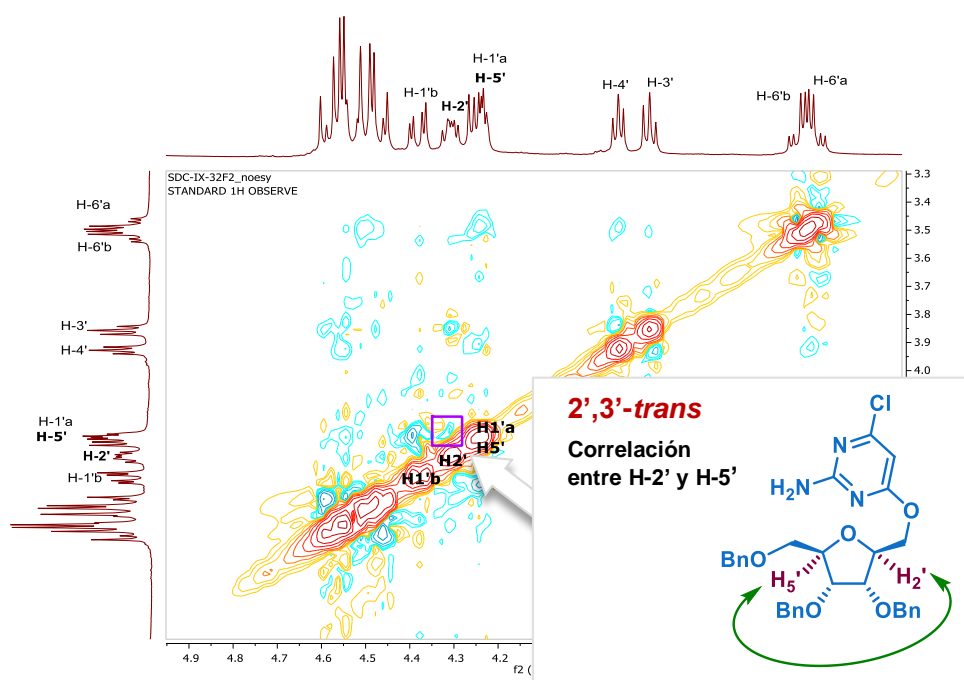 H-1'a
H-5'
H-1'b
H-2'
H-4'
H-3'
H-6'b
H-6'a
SDC-IX-32F2_noesy
STANDARD 1H OBSERVE
H-6'a
H-6'b
H-3'
H-4'
H-1'a
H-5'
H-2'
H-1'b
3.3
3.4
3.5
3.6
3.7
3.8
3.9
4.0
H1'a
H5'
H2'
H1'b
4.9
4.8
4.7
4.6
4.5
4.4
4.3
4.2
f2 (
2',3'-trans
Correlación
entre H-2' y H-5'
Cl
N
H₂N
N
O
O
BnO
H5'
H2'
BnO
OBn